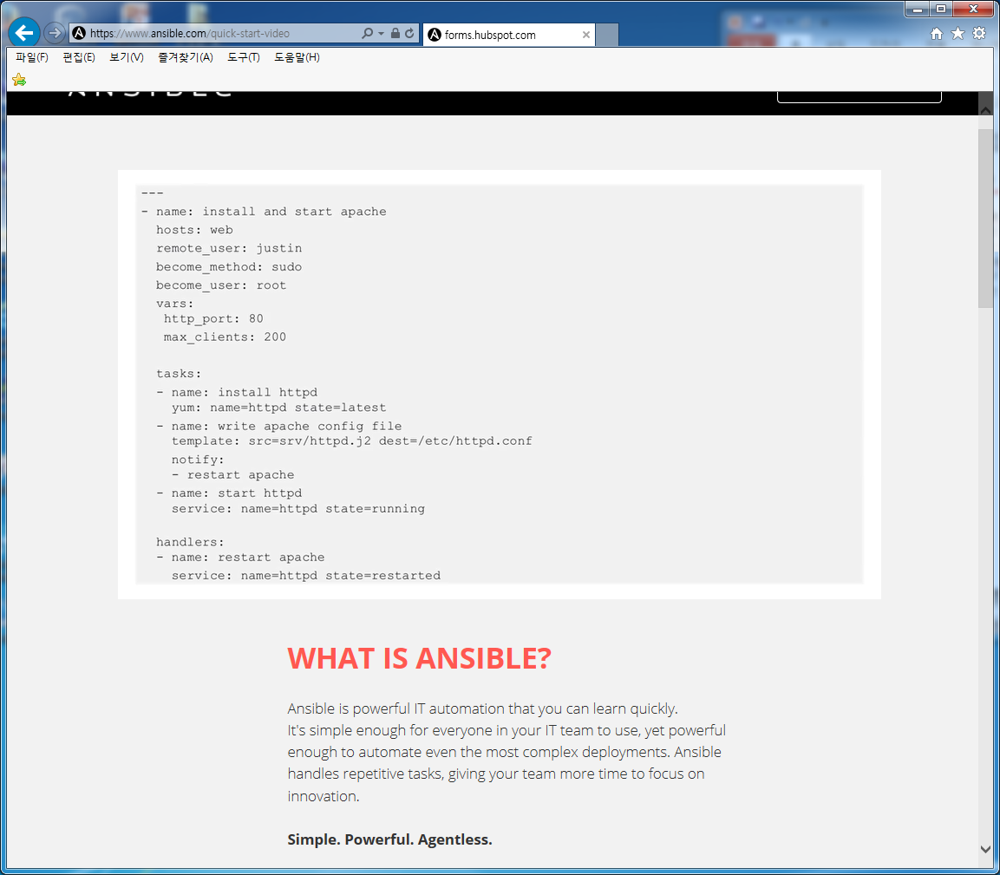 https://www.ansible.com/quick-start-video
forms.hubspot.com
파일(F) 편집(E) 보기(V) 즐겨찾기(A) 도구(T) 도움말(H)
ANSIBLE
---
- name: install and start apache
hosts: web
remote_user: justin
become_method: sudo
become_user: root
vars:
http_port: 80
max_clients: 200
tasks:
- name: install httpd
yum: name=httpd state=latest
- name: write apache config file
template: src=srv/httpd.j2 dest=/etc/httpd.conf
notify:
- restart apache
- name: start httpd
service: name=httpd state=running
handlers:
- name: restart apache
service: name=httpd state=restarted
WHAT IS ANSIBLE?
Ansible is powerful IT automation that you can learn quickly.
It's simple enough for everyone in your IT team to use, yet powerful
enough to automate even the most complex deployments. Ansible
handles repetitive tasks, giving your team more time to focus on
innovation.
Simple. Powerful. Agentless.